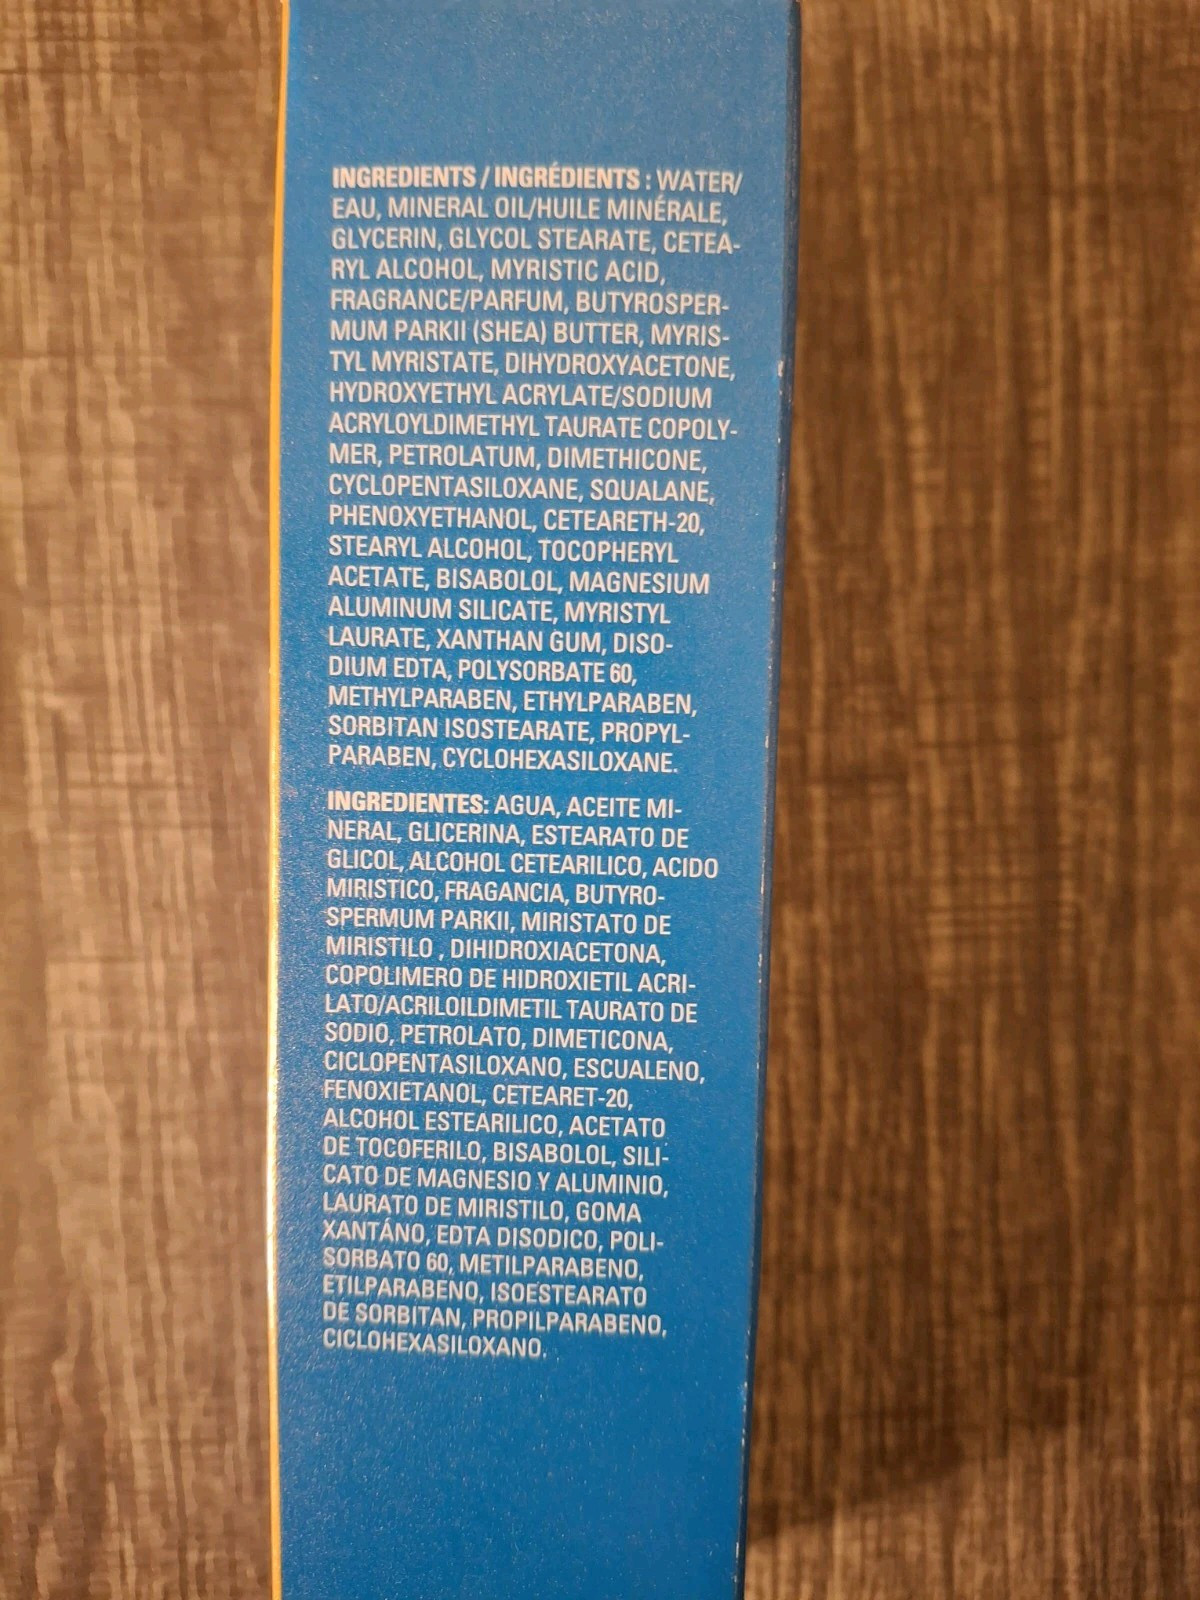 INGREDIENTS / INGRÉDIENTS : WATER/
EAU, MINERAL OIL/HUILE MINÉRALE,
GLYCERIN, GLYCOL STEARATE, CETEA-
RYL ALCOHOL, MYRISTIC ACID,
FRAGRANCE/PARFUM, BUTYROSPER-
MUM PARKII (SHEA) BUTTER, MYRIS-
TYL MYRISTATE, DIHYDROXYACETONE,
HYDROXYETHYL ACRYLATE/SODIUM
ACRYLOYLDIMETHYL TAURATE COPOLY-
MER, PETROLATUM, DIMETHICONE,
CYCLOPENTASILOXANE, SQUALANE,
PHENOXYETHANOL, CETEARETH-20,
STEARYL ALCOHOL, TOCOPHERYL
ACETATE, BISABOLOL, MAGNESIUM
ALUMINUM SILICATE, MYRISTYL
LAURATE, XANTHAN GUM, DISO-
DIUM EDTA, POLYSORBATE 60,
METHYLPARABEN, ETHYLPARABEN,
SORBITAN ISOSTEARATE, PROPYL-
PARABEN, CYCLOHEXASILOXANE.
INGREDIENTES: AGUA, ACEITE MI-
NERAL, GLICERINA, ESTEARATO DE
GLICOL, ALCOHOL CETEARILICO, ACIDO
MIRISTICO, FRAGANCIA, BUTYRO-
SPERMUM PARKII, MIRISTATO DE
MIRISTILO , DIHIDROXIACETONA,
COPOLIMERO DE HIDROXIETIL ACRI-
LATO/ACRILOILDIMETIL TAURATO DE
SODIO, PETROLATO, DIMETICONA,
CICLOPENTASILOXANO, ESCUALENO,
FENOXIETANOL, CETEARET-20,
ALCOHOL ESTEARILICO, ACETATO
DE TOCOFERILO, BISABOLOL, SILI-
CATO DE MAGNESIO Y ALUMINIO,
LAURATO DE MIRISTILO, GOMA
XANTÁNO, EDTA DISODICO, POLI-
SORBATO 60, METILPARABENO,
ETILPARABENO, ISOESTEARATO
DE SORBITAN, PROPILPARABENO,
CICLOHEXASILOXANO.